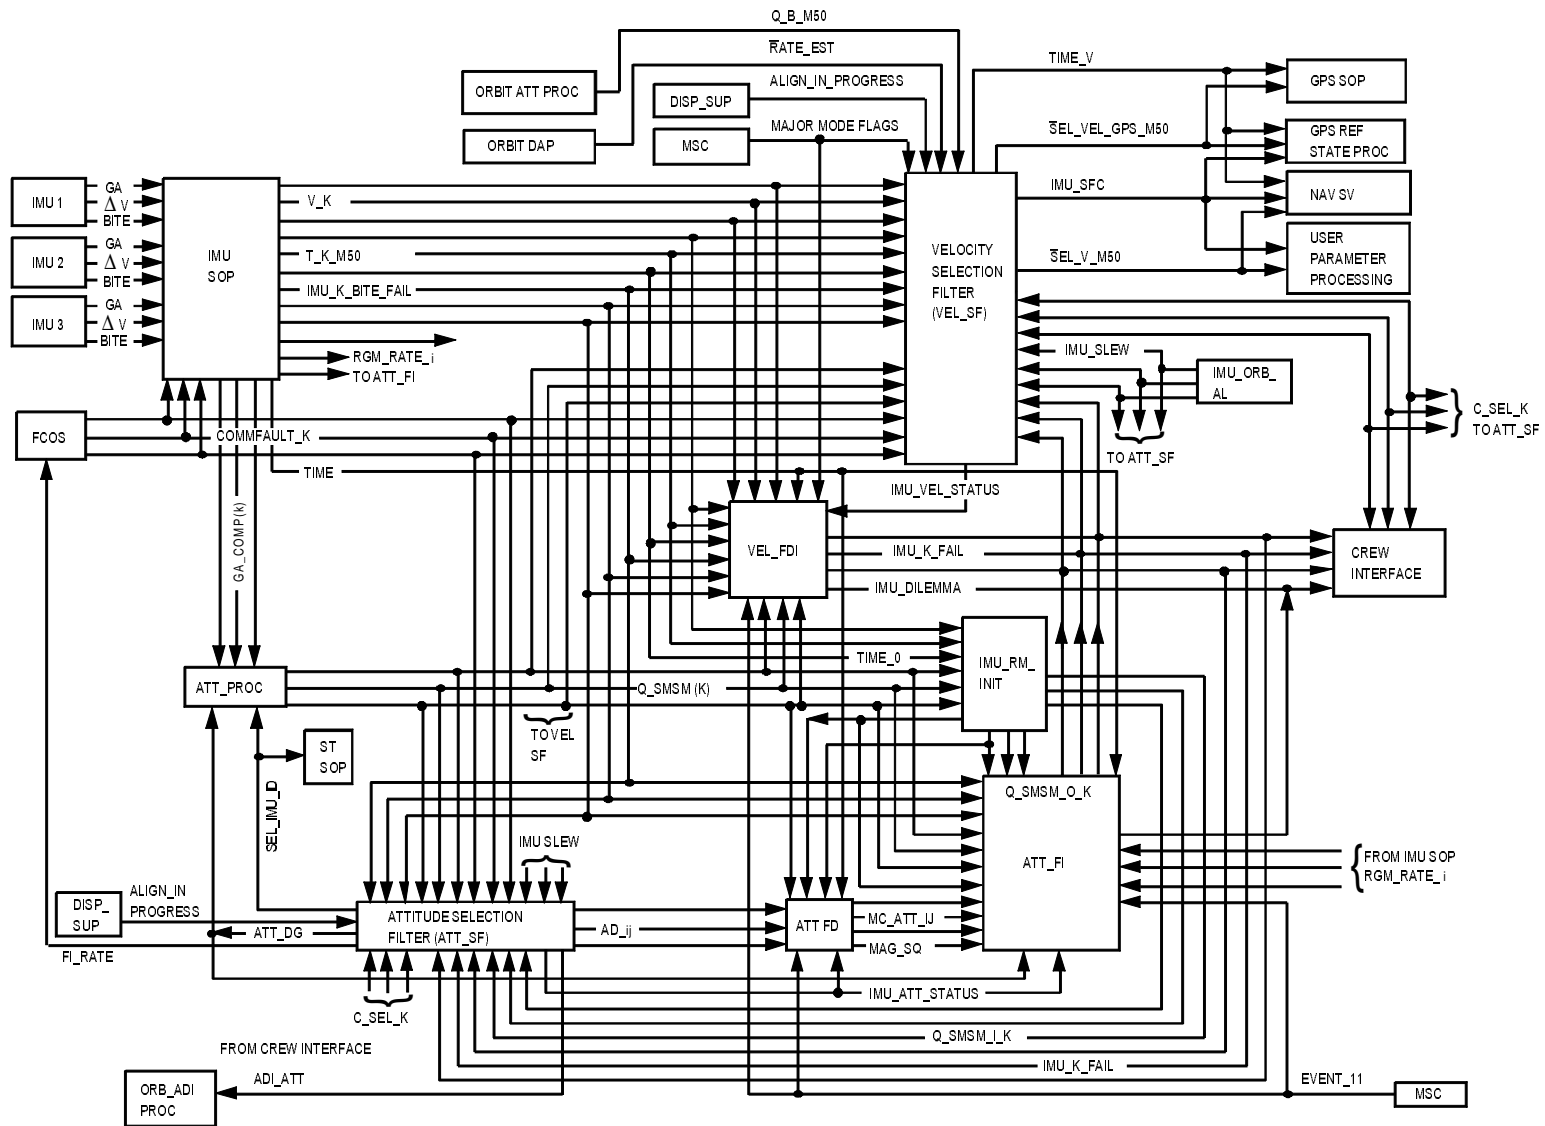 Q_B_M50
RATE_EST
TIME_V
ORBIT ATT PROC
DISP_SUP
ALIGN_IN_PROGRESS
GPS SOP
ORBIT DAP
MSC
MAJOR MODE FLAGS
SEL_VEL_GPS_M50
GPS REF
STATE PROC
IMU 1
GA
Δ V
BITE
IMU
SOP
V_K
IMU_SFC
NAV SV
IMU 2
GA
Δ V
BITE
T_K_M50
VELOCITY
SELECTION
FILTER
(VEL_SF)
SEL_V_M50
USER
PARAMETER
PROCESSING
IMU 3
GA
Δ V
BITE
IMU_K_BITE_FAIL
RGM_RATE_i
TO ATT_FI
IMU_SLEW
IMU_ORB_
AL
C_SEL_K
TO ATT_SF
FCOS
COMMFAULT_K
TO ATT_SF
TIME
IMU_VEL_STATUS
GA_COMP(k)
VEL_FDI
IMU_K_FAIL
CREW
INTERFACE
IMU_DILEMMA
TIME_0
IMU_RM_
INIT
ATT_PROC
Q_SMSM (K)
TO VEL
SF
ST
SOP
SEL_IMU_ID
Q_SMSM_O_K
IMU SLEW
ATT_FI
FROM IMU SOP
RGM_RATE_i
DISP_
SUP
ALIGN_IN
PROGRESS
ATTITUDE SELECTION
FILTER (ATT_SF)
ATT_DG
FI_RATE
AD_ij
ATT FD
MC_ATT_IJ
MAG_SQ
IMU_ATT_STATUS
C_SEL_K
Q_SMSM_I_K
FROM CREW INTERFACE
IMU_K_FAIL
ADI_ATT
ORB_ADI
PROC
EVENT_11
MSC